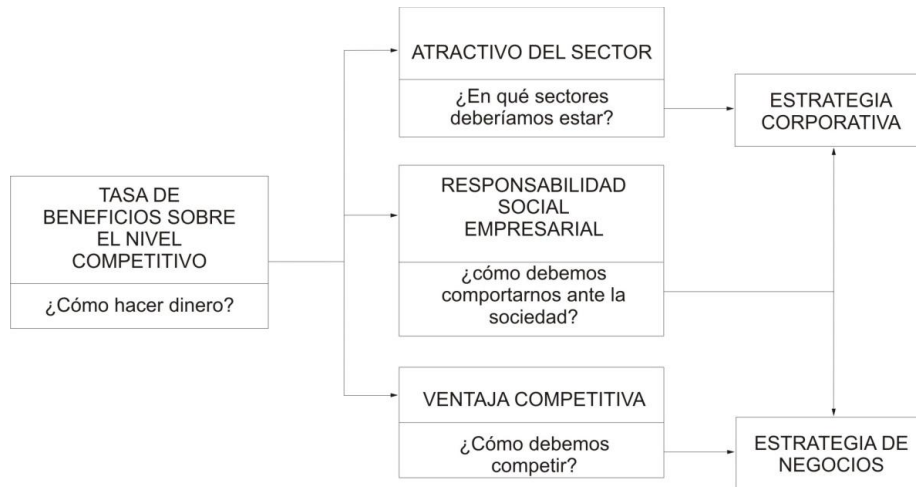 TASA DE
BENEFICIOS SOBRE
EL NIVEL
COMPETITIVO
¿Cómo hacer dinero?
ATRACTIVO DEL SECTOR
¿En qué sectores
deberíamos estar?
RESPONSABILIDAD
SOCIAL
EMPRESARIAL
¿cómo debemos
comportarnos ante la
sociedad?
VENTAJA COMPETITIVA
¿Cómo debemos
competir?
ESTRATEGIA
CORPORATIVA
ESTRATEGIA DE
NEGOCIOS